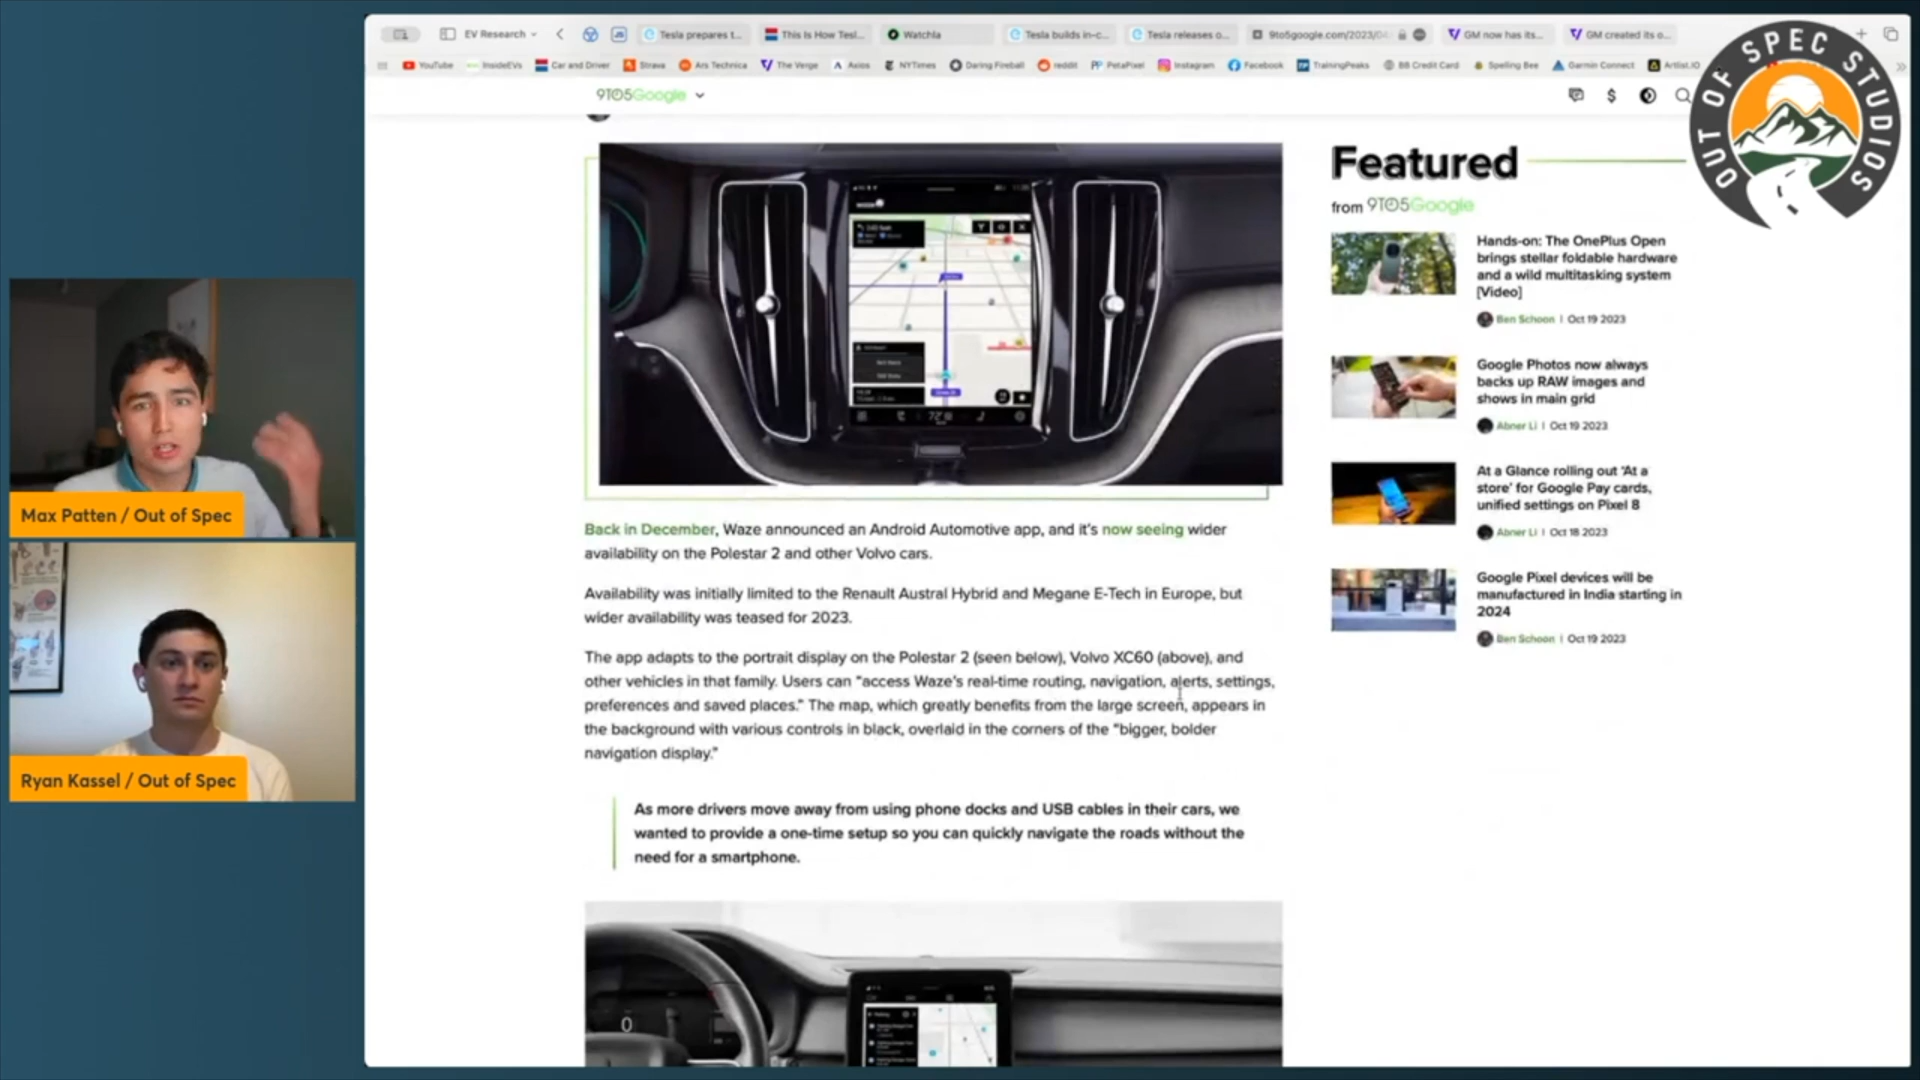 EV Research
Tesla prepares t...
This Is How Tesl...
Watchla
Tesla builds in-c...
Tesla releases o...
9to5google.com/2023/0
GM now has its...
GM created its o...
YouTube
InsideEVs
Car and Driver
Strava
Ars Technica
The Verge
Axios
NYTimes
Daring Fireball
reddit
PetaPixel
Instagram
Facebook
TrainingPeaks
BB Credit Card
Spelling Bee
Garmin Connect
Artlist.IO
OUT OF SPEC STUDIOS
9TO5Google
Featured
from 9TO5Google
Hands-on: The OnePlus Open
brings stellar foldable hardware
and a wild multitasking system
[Video]
Ben Schoon | Oct 19 2023
Google Photos now always
backs up RAW images and
shows in main grid
Abner Li | Oct 19 2023
At a Glance rolling out 'At a
store' for Google Pay cards,
unified settings on Pixel 8
Abner Li | Oct 18 2023
Google Pixel devices will be
manufactured in India starting in
2024
Ben Schoon | Oct 19 2023
Max Patten / Out of Spec
Ryan Kassel / Out of Spec
Back in December, Waze announced an Android Automotive app, and it's now seeing wider
availability on the Polestar 2 and other Volvo cars.
Availability was initially limited to the Renault Austral Hybrid and Megane E-Tech in Europe, but
wider availability was teased for 2023.
The app adapts to the portrait display on the Polestar 2 (seen below), Volvo XC60 (above), and
other vehicles in that family. Users can "access Waze's real-time routing, navigation, alerts, settings,
preferences and saved places." The map, which greatly benefits from the large screen, appears in
the background with various controls in black, overlaid in the corners of the "bigger, bolder
navigation display."
As more drivers move away from using phone docks and USB cables in their cars, we
wanted to provide a one-time setup so you can quickly navigate the roads without the
need for a smartphone.
0